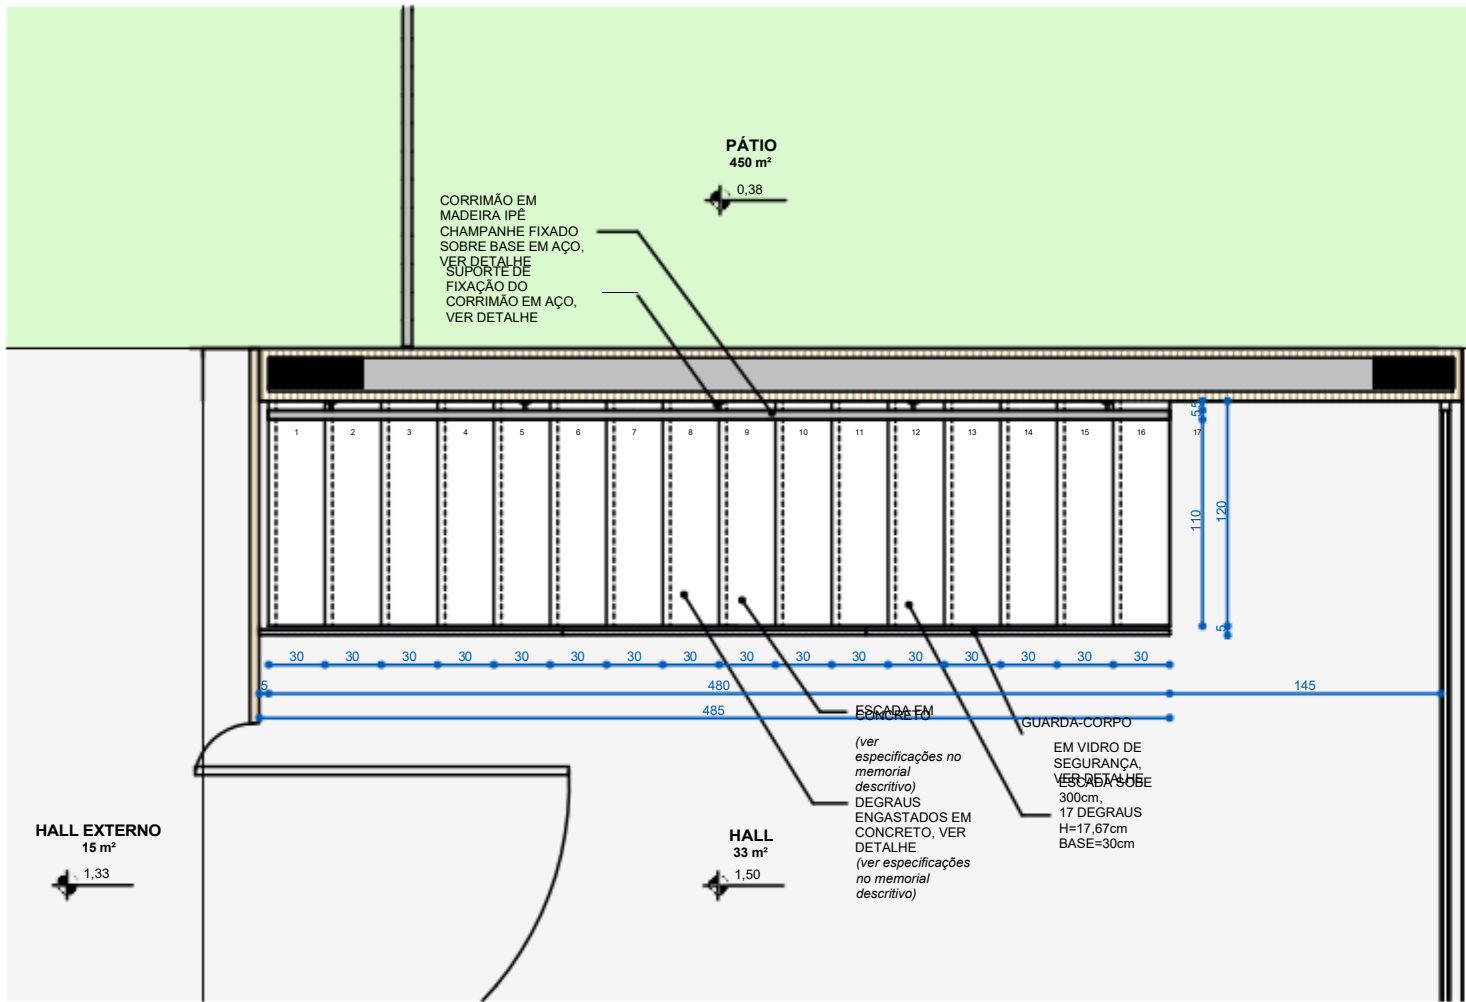 PÁTIO
450 m²
0,38
CORRIMÃO EM
MADEIRA IPÊ
CHAMPANHE FIXADO
SOBRE BASE EM AÇO,
VER DETALHE
SUPORTE DE
FIXAÇÃO DO
CORRIMÃO EM AÇO,
VER DETALHE
1 2 3 4 5 6 7 8 9 10 11 12 13 14 15 16 17
5 5
110
120
5
30 30 30 30 30 30 30 30 30 30 30 30 30 30 30 30
5 480 145
485
ESCADA EM
CONCRETO
(ver
especificações no
memorial
descritivo)
DEGRAUS
ENGASTADOS EM
CONCRETO, VER
DETALHE
(ver especificações
no memorial
descritivo)
GUARDA-CORPO
EM VIDRO DE
SEGURANÇA,
VER DETALHE
ESCADA SOBE
300cm,
17 DEGRAUS
H=17,67cm
BASE=30cm
HALL EXTERNO
15 m²
1,33
HALL
33 m²
1,50